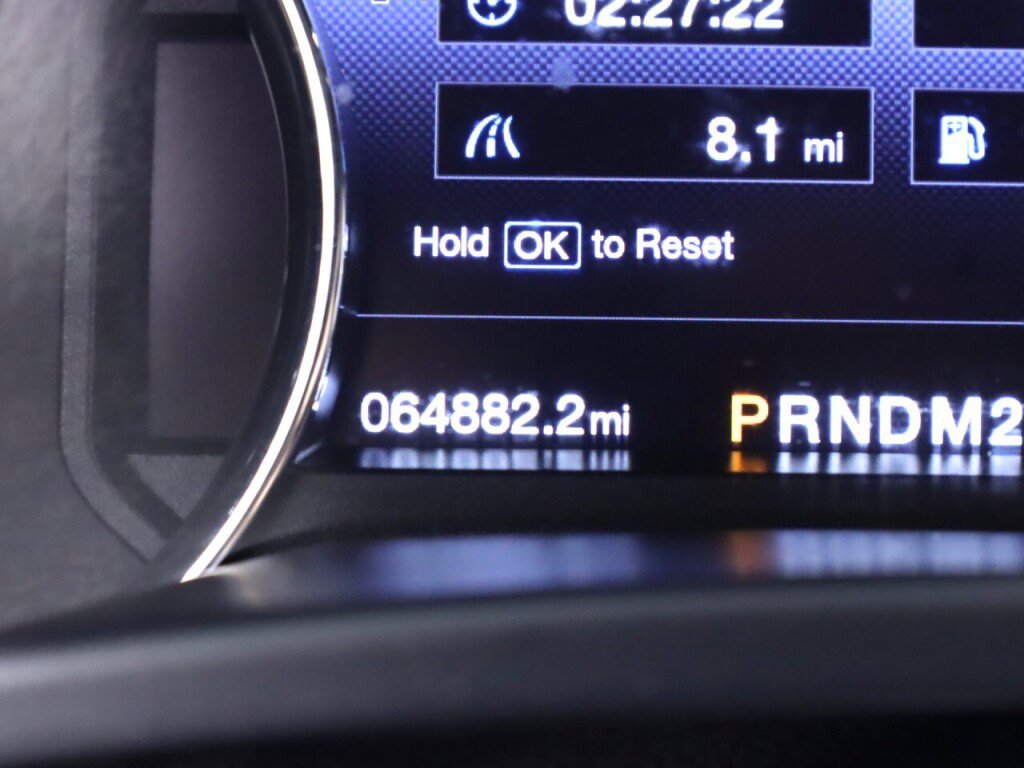 02:27:22
8.1 mi
Hold OK to Reset
064882.2mi
PRNDM2